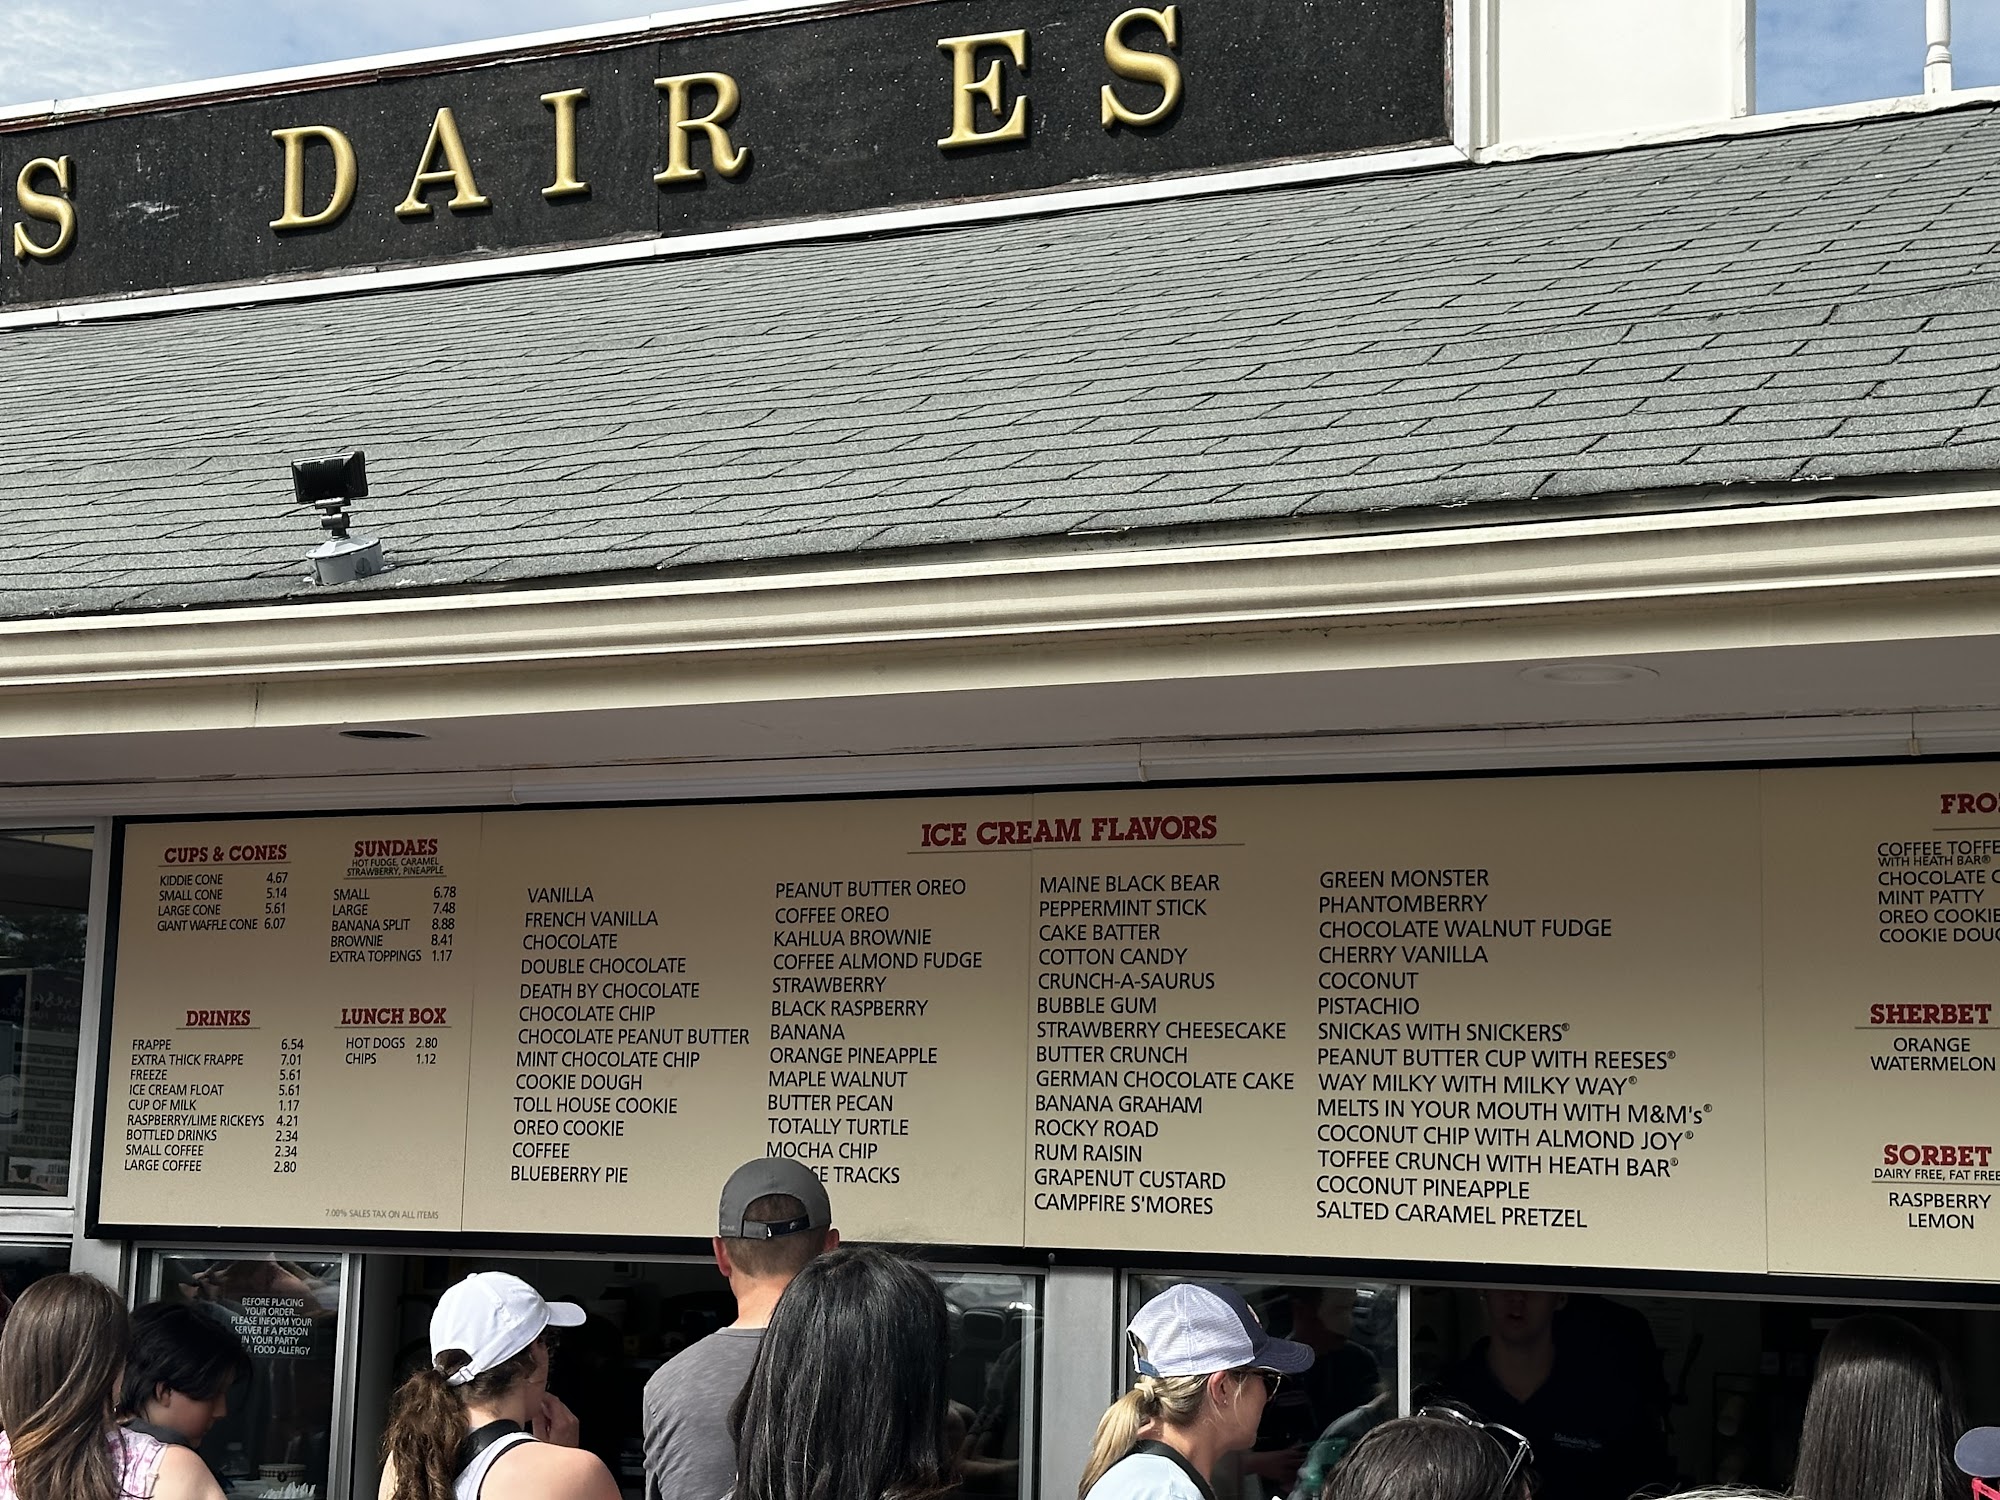 S DAIR ES
CUPS & CONES
KIDDIE CONE 4.67
SMALL CONE 5.14
LARGE CONE 5.61
GIANT WAFFLE CONE 6.07
SUNDAES
HOT FUDGE, CARAMEL
STRAWBERRY, PINEAPPLE
SMALL 6.78
LARGE 7.48
BANANA SPLIT 8.88
BROWNIE 8.41
EXTRA TOPPINGS 1.17
DRINKS
FRAPPE 6.54
EXTRA THICK FRAPPE 7.01
FREEZE 5.61
ICE CREAM FLOAT 5.61
CUP OF MILK 1.17
RASPBERRY/LIME RICKEYS 4.21
BOTTLED DRINKS 2.34
SMALL COFFEE 2.34
LARGE COFFEE 2.80
LUNCH BOX
HOT DOGS 2.80
CHIPS 1.12
7.00% SALES TAX ON ALL ITEMS
ICE CREAM FLAVORS
VANILLA
FRENCH VANILLA
CHOCOLATE
DOUBLE CHOCOLATE
DEATH BY CHOCOLATE
CHOCOLATE CHIP
CHOCOLATE PEANUT BUTTER
MINT CHOCOLATE CHIP
COOKIE DOUGH
TOLL HOUSE COOKIE
OREO COOKIE
COFFEE
BLUEBERRY PIE
PEANUT BUTTER OREO
COFFEE OREO
KAHLUA BROWNIE
COFFEE ALMOND FUDGE
STRAWBERRY
BLACK RASPBERRY
BANANA
ORANGE PINEAPPLE
MAPLE WALNUT
BUTTER PECAN
TOTALLY TURTLE
MOCHA CHIP
SE TRACKS
MAINE BLACK BEAR
PEPPERMINT STICK
CAKE BATTER
COTTON CANDY
CRUNCH-A-SAURUS
BUBBLE GUM
STRAWBERRY CHEESECAKE
BUTTER CRUNCH
GERMAN CHOCOLATE CAKE
BANANA GRAHAM
ROCKY ROAD
RUM RAISIN
GRAPENUT CUSTARD
CAMPFIRE S'MORES
GREEN MONSTER
PHANTOMBERRY
CHOCOLATE WALNUT FUDGE
CHERRY VANILLA
COCONUT
PISTACHIO
SNICKAS WITH SNICKERS®
PEANUT BUTTER CUP WITH REESES®
WAY MILKY WITH MILKY WAY®
MELTS IN YOUR MOUTH WITH M&M's®
COCONUT CHIP WITH ALMOND JOY®
TOFFEE CRUNCH WITH HEATH BAR®
COCONUT PINEAPPLE
SALTED CARAMEL PRETZEL
FRO
COFFEE TOFFE
WITH HEATH BAR®
CHOCOLATE C
MINT PATTY
OREO COOKIE
COOKIE DOUG
SHERBET
ORANGE
WATERMELON
SORBET
DAIRY FREE, FAT FREE
RASPBERRY
LEMON
BEFORE PLACING
YOUR ORDER...
PLEASE INFORM YOUR
SERVER IF A PERSON
IN YOUR PARTY
A FOOD ALLERGY